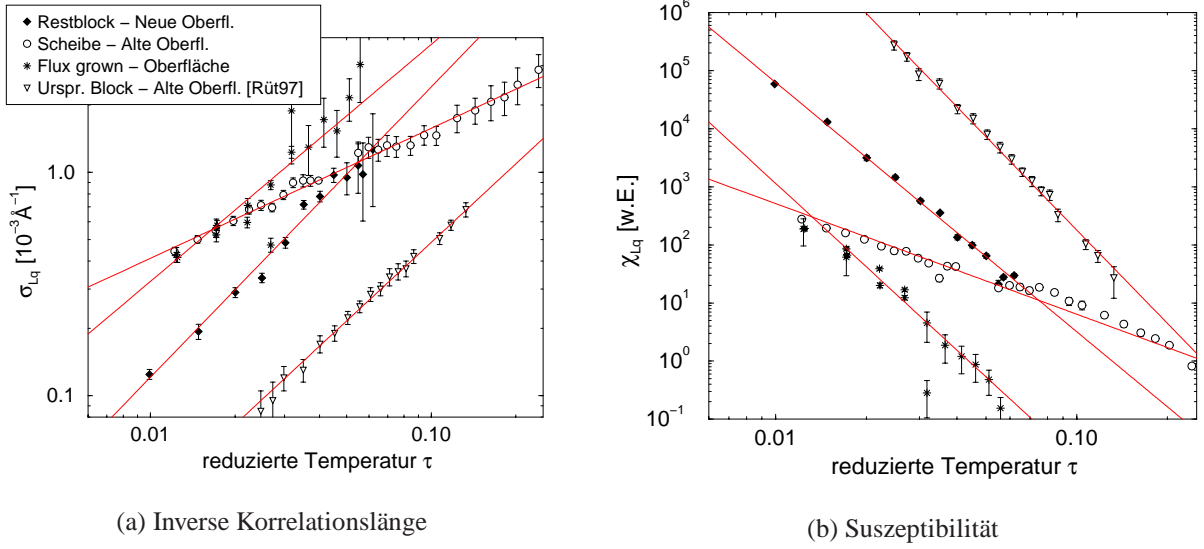 Restblock – Neue Oberfl.
Scheibe – Alte Oberfl.
Flux grown – Oberfläche
Urspr. Block – Alte Oberfl. [Rüt97]
σLq [10⁻³Å⁻¹]
1.0
0.1
0.01
0.10
reduzierte Temperatur τ
(a) Inverse Korrelationslänge
χLq [w.E.]
10⁶
10⁵
10⁴
10³
10²
10¹
10⁰
10⁻¹
0.01
0.10
reduzierte Temperatur τ
(b) Suszeptibilität